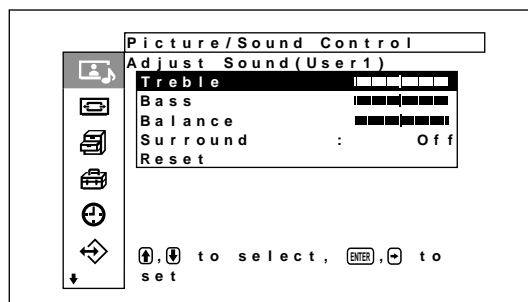 Picture/Sound Control
Adjust Sound(User1)
Treble
Bass
Balance
Surround : Off
Reset
, to select, ENTER, to
set